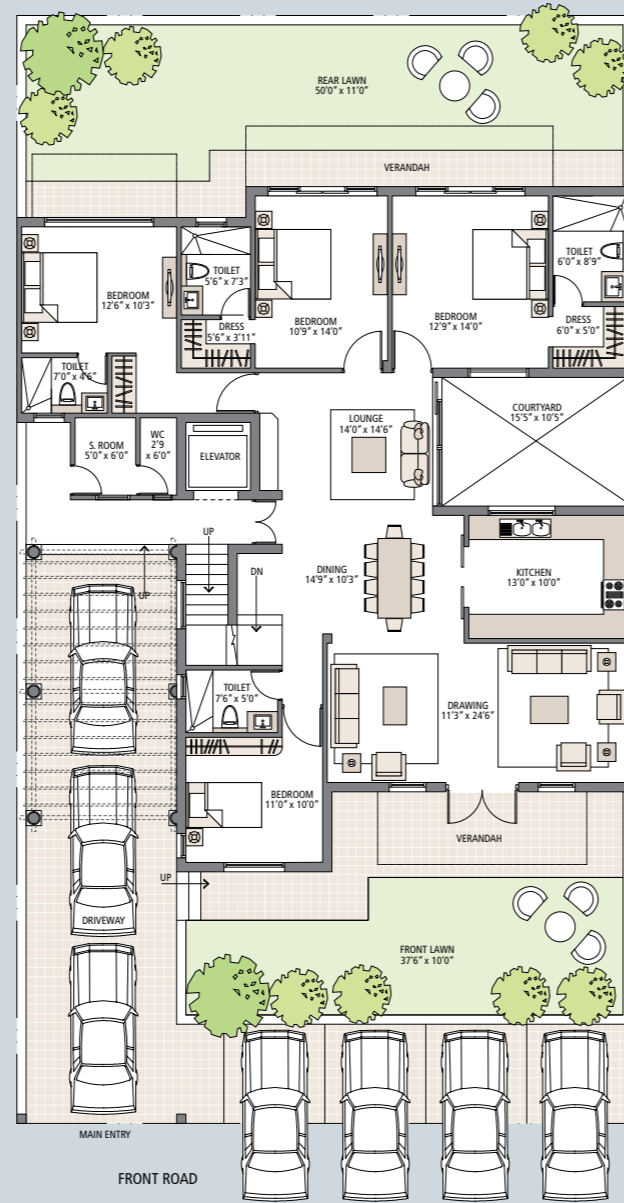 REAR LAWN
50'0" x 11'0"
VERANDAH
BEDROOM
12'6" x 10'3"
TOILET
5'6" x 7'3"
DRESS
5'6" x 3'11"
BEDROOM
10'9" x 14'0"
BEDROOM
12'9" x 14'0"
TOILET
6'0" x 8'9"
DRESS
6'0" x 5'0"
TOILET
7'0" x 4'6"
S. ROOM
5'0" x 6'0"
WC
2'9
x 6'0"
ELEVATOR
LOUNGE
14'0" x 14'6"
COURTYARD
15'5" x 10'5"
UP
DN
UP
DINING
14'9" x 10'3"
KITCHEN
13'0" x 10'0"
TOILET
7'6" x 5'0"
DRAWING
11'3" x 24'6"
BEDROOM
11'0" x 10'0"
VERANDAH
UP
DRIVEWAY
FRONT LAWN
37'6" x 10'0"
MAIN ENTRY
FRONT ROAD